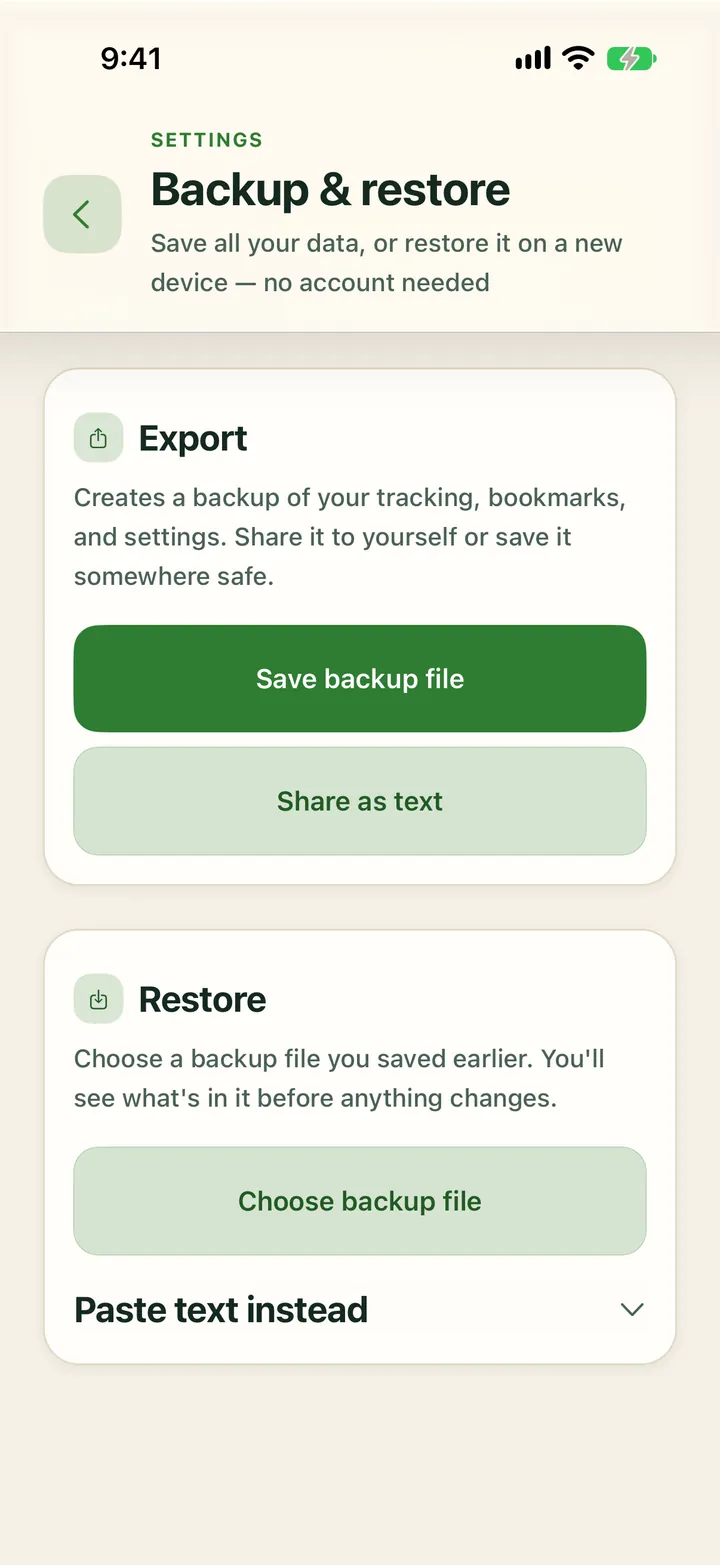 9:41
SETTINGS
Backup & restore
Save all your data, or restore it on a new
device — no account needed
Export
Creates a backup of your tracking, bookmarks,
and settings. Share it to yourself or save it
somewhere safe.
Save backup file
Share as text
Restore
Choose a backup file you saved earlier. You'll
see what's in it before anything changes.
Choose backup file
Paste text instead